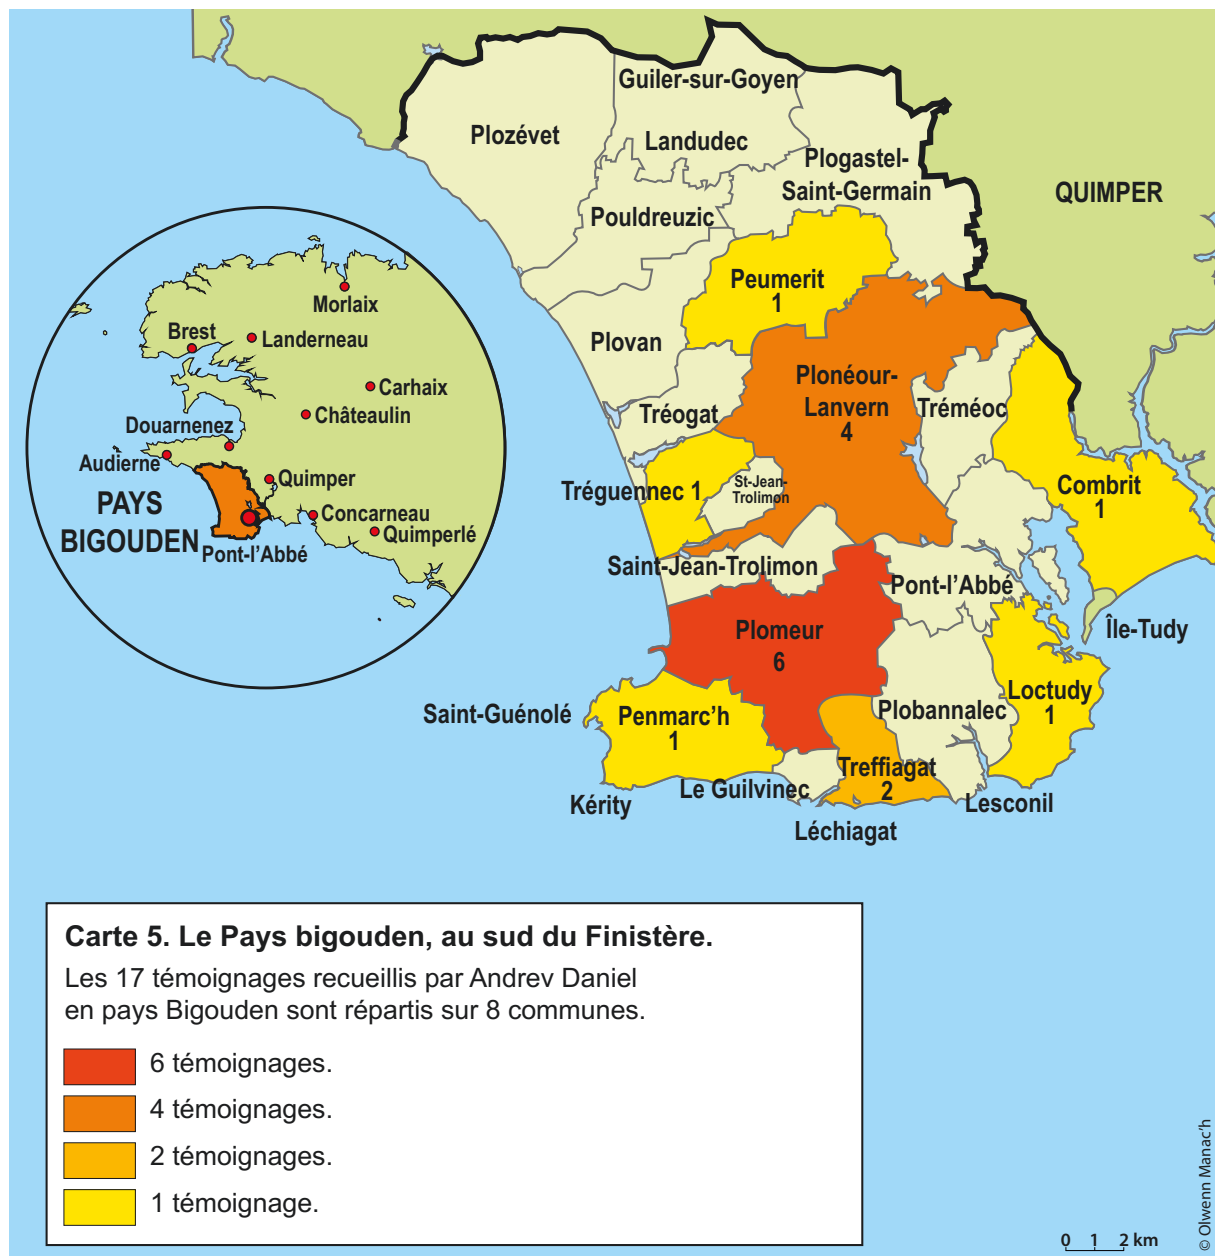 Guiler-sur-Goyen
Plozévet
Landudec
Plogastel-
Saint-Germain
QUIMPER
Pouldreuzic
Peumerit
1
Plovan
Plonéour-
Lanvern
4
Tréogat
Tréméoc
Tréguennec 1
St-Jean-
Trolimon
Combrit
1
Saint-Jean-Trolimon
Pont-l'Abbé
Île-Tudy
Plomeur
6
Saint-Guénolé
Penmarc'h
1
Plobannalec
Loctudy
1
Treffiagat
2
Le Guilvinec
Kérity
Lesconil
Léchiagat
Morlaix
Brest
Landerneau
Carhaix
Châteaulin
Douarnenez
Audierne
Quimper
PAYS
BIGOUDEN
Concarneau
Quimperlé
Pont-l'Abbé
Carte 5. Le Pays bigouden, au sud du Finistère.
Les 17 témoignages recueillis par Andrev Daniel
en pays Bigouden sont répartis sur 8 communes.
6 témoignages.
4 témoignages.
2 témoignages.
1 témoignage.
0 1 2 km
© Olwenn Manac'h